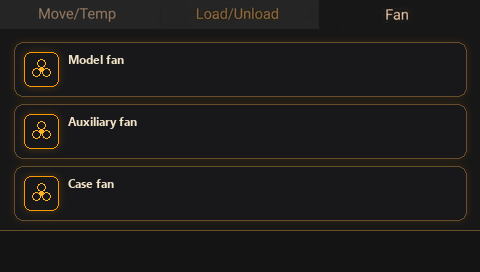 Move/Temp
Load/Unload
Fan
Model fan
Auxiliary fan
Case fan